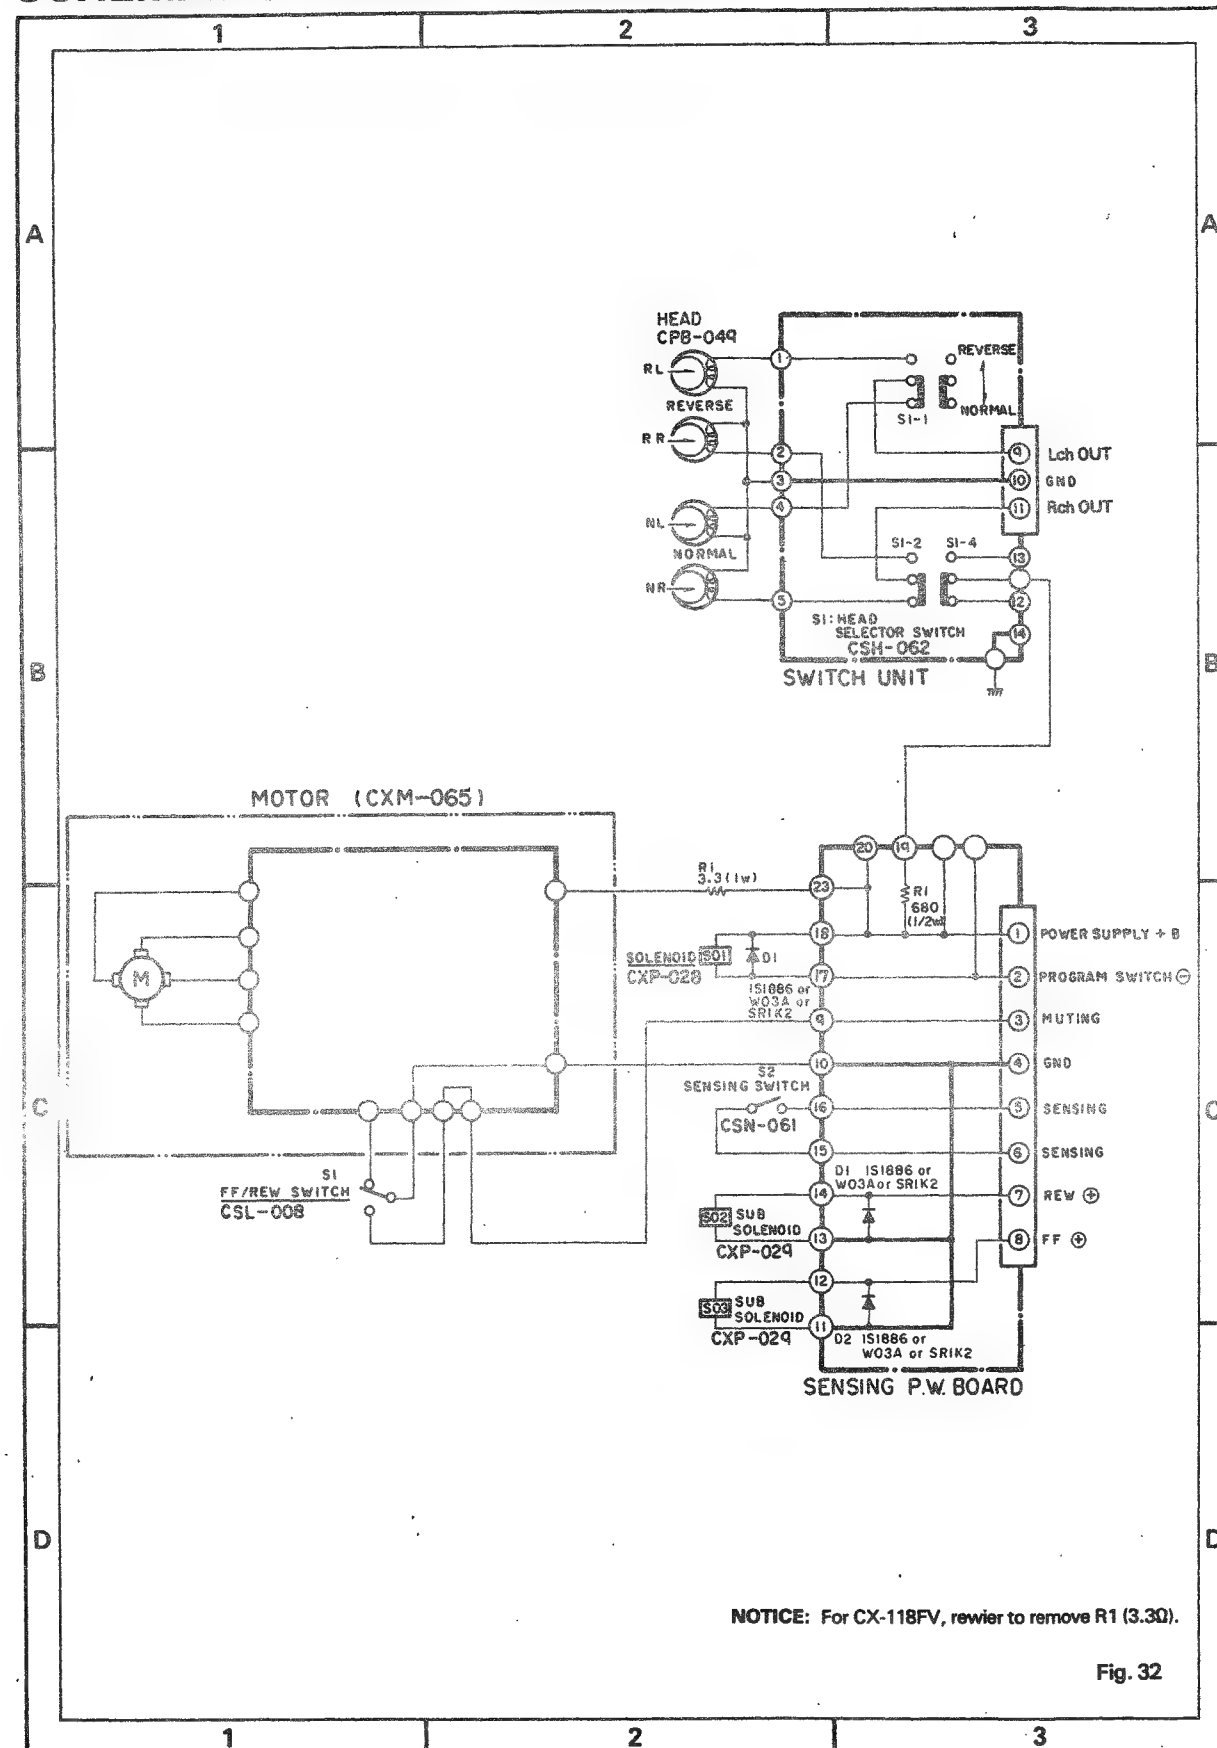 1 2 3
A A
HEAD
CPB-049
RL
REVERSE
RR
NL
NORMAL
NR
1
2
3
4
5
REVERSE
NORMAL
S1-1
9 Lch OUT
10 GND
11 Rch OUT
S1-2 S1-4
13
12
14
S1: HEAD
SELECTOR SWITCH
CSH-062
SWITCH UNIT
B B
MOTOR (CXM-065)
M
R1
3.3(1w)
20 19
23
R1
680
(1/2w)
18
1 POWER SUPPLY + B
SOLENOID S01
CXP-028
D1
17
2 PROGRAM SWITCH ⊖
1S1886 or
W03A or
SR1K2
9
3 MUTING
10
4 GND
S2
SENSING SWITCH
CSN-061
16
5 SENSING
15
6 SENSING
C C
S1
FF/REW SWITCH
CSL-008
D1 1S1886 or
W03A or SR1K2
14
7 REW ⊕
S02 SUB
SOLENOID
CXP-029
13
8 FF ⊕
12
S03 SUB
SOLENOID
CXP-029
11
D2 1S1886 or
W03A or SR1K2
SENSING P.W. BOARD
D D
NOTICE: For CX-118FV, rewier to remove R1 (3.3Ω).
Fig. 32
1 2 3